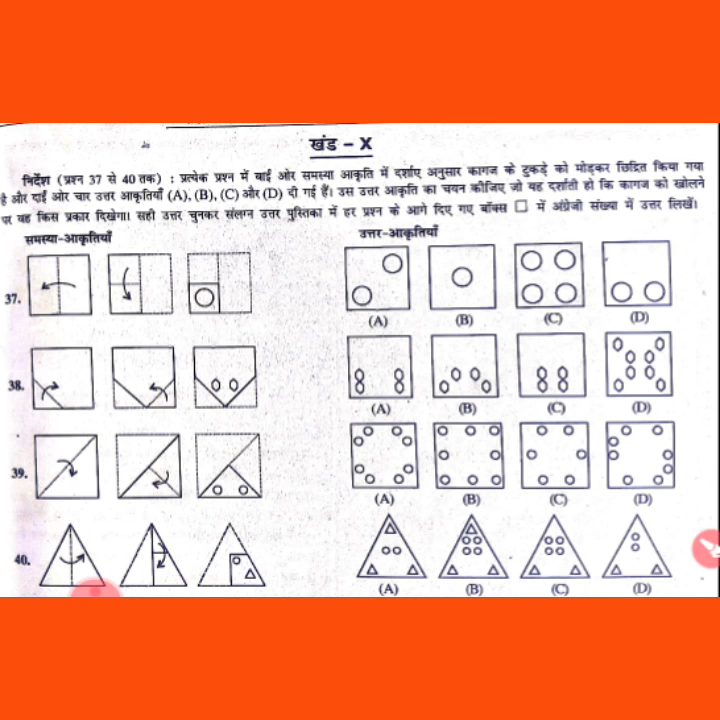 खंड – X
निर्देश (प्रश्न 37 से 40 तक) : प्रत्येक प्रश्न में बाईं ओर समस्या आकृति में दर्शाए अनुसार कागज के टुकड़े को मोड़कर छिद्रित किया गया
है और दाईं ओर चार उत्तर आकृतियाँ (A), (B), (C) और (D) दी गई हैं। उस उत्तर आकृति का चयन कीजिए जो यह दर्शाती हो कि कागज को खोलने
पर वह किस प्रकार दिखेगा। सही उत्तर चुनकर संलग्न उत्तर पुस्तिका में हर प्रश्न के आगे दिए गए बॉक्स □ में अंग्रेजी संख्या में उत्तर लिखें।
समस्या-आकृतियाँ उत्तर-आकृतियाँ
37.
(A) (B) (C) (D)
38.
(A) (B) (C) (D)
39.
(A) (B) (C) (D)
40.
(A) (B) (C) (D)